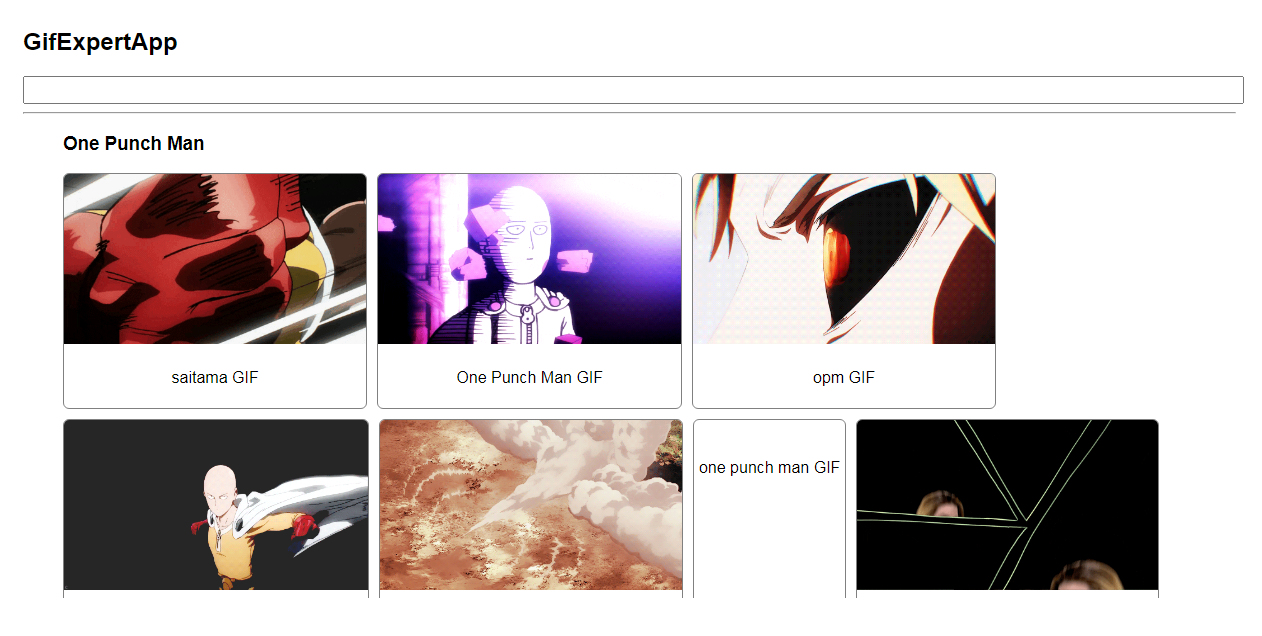 GifExpertApp
One Punch Man
saitama GIF
One Punch Man GIF
opm GIF
one punch man GIF